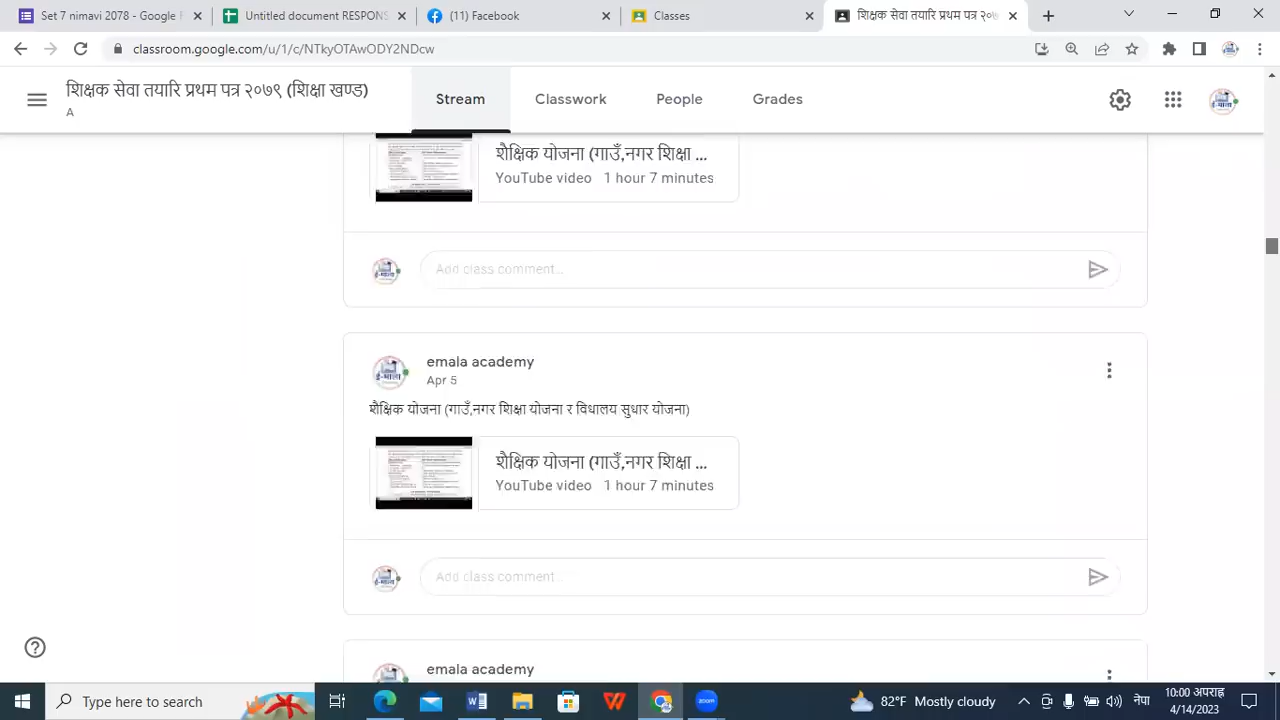 Set 7 nimavi 2078 - Google F
Untitled document RESPONS
(11) Facebook
Classes
शिक्षक सेवा तयारि प्रथम पत्र २०७९
classroom.google.com/u/1/c/NTkyOTAwODY2NDcw
शिक्षक सेवा तयारि प्रथम पत्र २०७९ (शिक्षा खण्ड)
A
Stream
Classwork
People
Grades
शैक्षिक योजना (गाउँ,नगर शिक्षा ...
YouTube video 1 hour 7 minutes
Add class comment...
emala academy
Apr 5
शैक्षिक योजना (गाउँ,नगर शिक्षा योजना र विधालय सुधार योजना)
शैक्षिक योजना (गाउँ,नगर शिक्षा ...
YouTube video 1 hour 7 minutes
Add class comment...
emala academy
Type here to search
zoom
82°F Mostly cloudy
नेपा
10:00 अपराह्न
4/14/2023